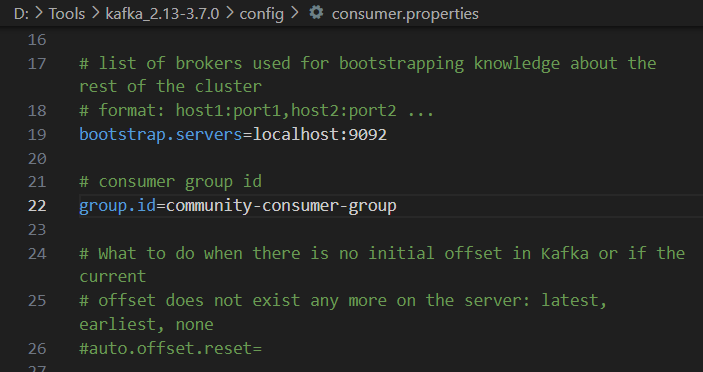 D: > Tools > kafka_2.13-3.7.0 > config > consumer.properties
16
17 # list of brokers used for bootstrapping knowledge about the
rest of the cluster
18 # format: host1:port1,host2:port2 ...
19 bootstrap.servers=localhost:9092
20
21 # consumer group id
22 group.id=community-consumer-group
23
24 # What to do when there is no initial offset in Kafka or if the
current
25 # offset does not exist any more on the server: latest,
earliest, none
26 #auto.offset.reset=
27